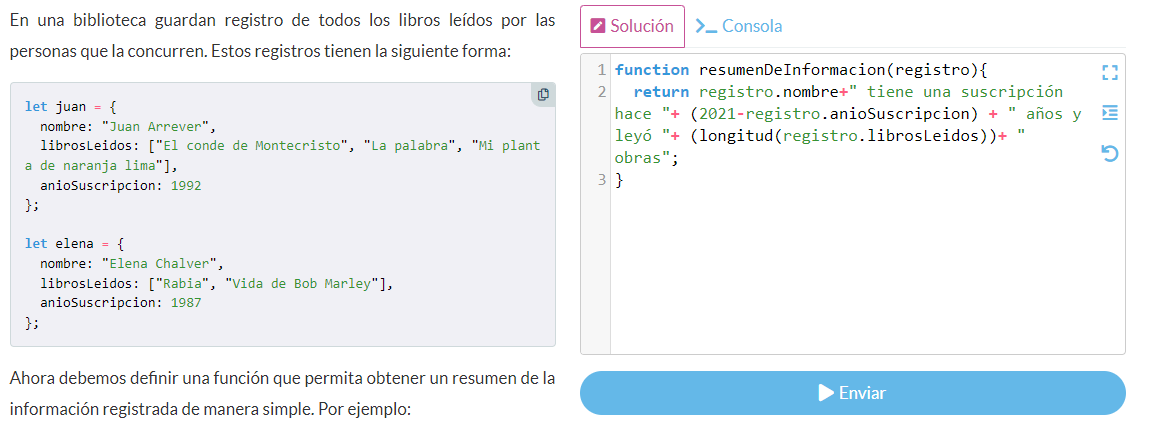 En una biblioteca guardan registro de todos los libros leídos por las
personas que la concurren. Estos registros tienen la siguiente forma:
let juan = {
  nombre: "Juan Arrever",
  librosLeidos: ["El conde de Montecristo", "La palabra", "Mi plant
a de naranja lima"],
  anioSuscripcion: 1992
};
let elena = {
  nombre: "Elena Chalver",
  librosLeidos: ["Rabia", "Vida de Bob Marley"],
  anioSuscripcion: 1987
};
Ahora debemos definir una función que permita obtener un resumen de la
información registrada de manera simple. Por ejemplo:
Solución
>_ Consola
1 function resumenDeInformacion(registro){
2   return registro.nombre+" tiene una suscripción
hace "+ (2021-registro.anioSuscripcion) + " años y
leyó "+ (longitud(registro.librosLeidos))+ "
obras";
3 }
Enviar